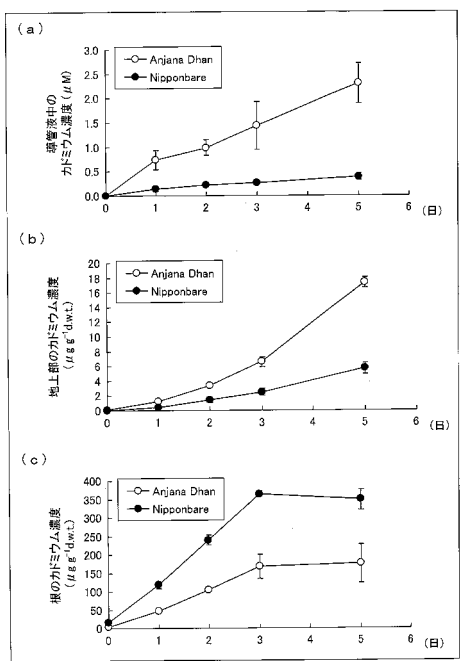 (a)
導管液中の
カドミウム濃度(μM)
3.0
2.5
2.0
1.5
1.0
0.5
0.0
Anjana Dhan
Nipponbare
0 1 2 3 4 5 6 (日)
(b)
地上部のカドミウム濃度
(μg g⁻¹d.w.t.)
20
18
16
14
12
10
8
6
4
2
0
Anjana Dhan
Nipponbare
0 1 2 3 4 5 6 (日)
(c)
根のカドミウム濃度
(μg g⁻¹d.w.t.)
400
350
300
250
200
150
100
50
0
Anjana Dhan
Nipponbare
0 1 2 3 4 5 6 (日)